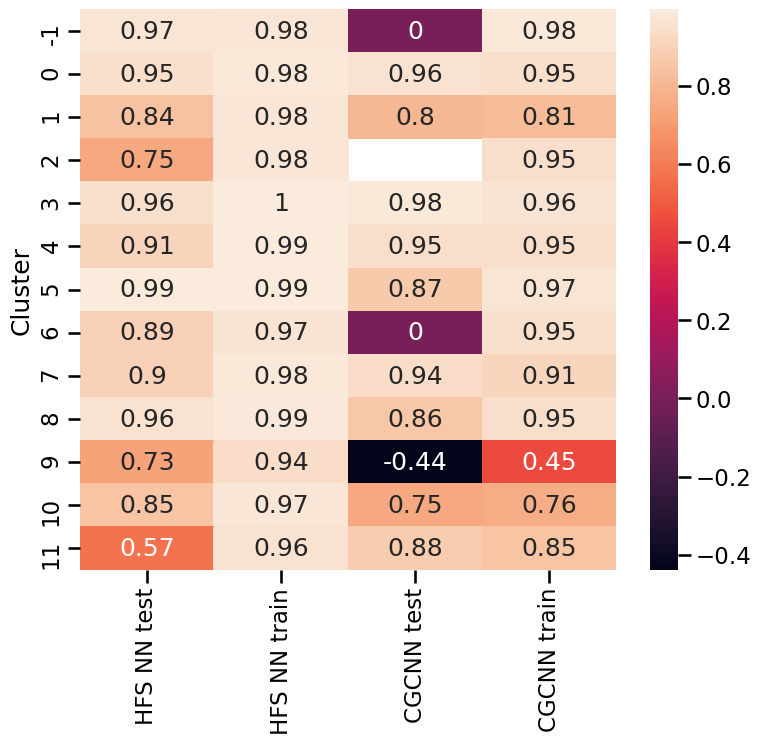 Cluster
-1 0.97 0.98 0 0.98
0 0.95 0.98 0.96 0.95
1 0.84 0.98 0.8 0.81
2 0.75 0.98 0.95
3 0.96 1 0.98 0.96
4 0.91 0.99 0.95 0.95
5 0.99 0.99 0.87 0.97
6 0.89 0.97 0 0.95
7 0.9 0.98 0.94 0.91
8 0.96 0.99 0.86 0.95
9 0.73 0.94 -0.44 0.45
10 0.85 0.97 0.75 0.76
11 0.57 0.96 0.88 0.85
HFS NN test
HFS NN train
CGCNN test
CGCNN train
0.8
0.6
0.4
0.2
0.0
−0.2
−0.4